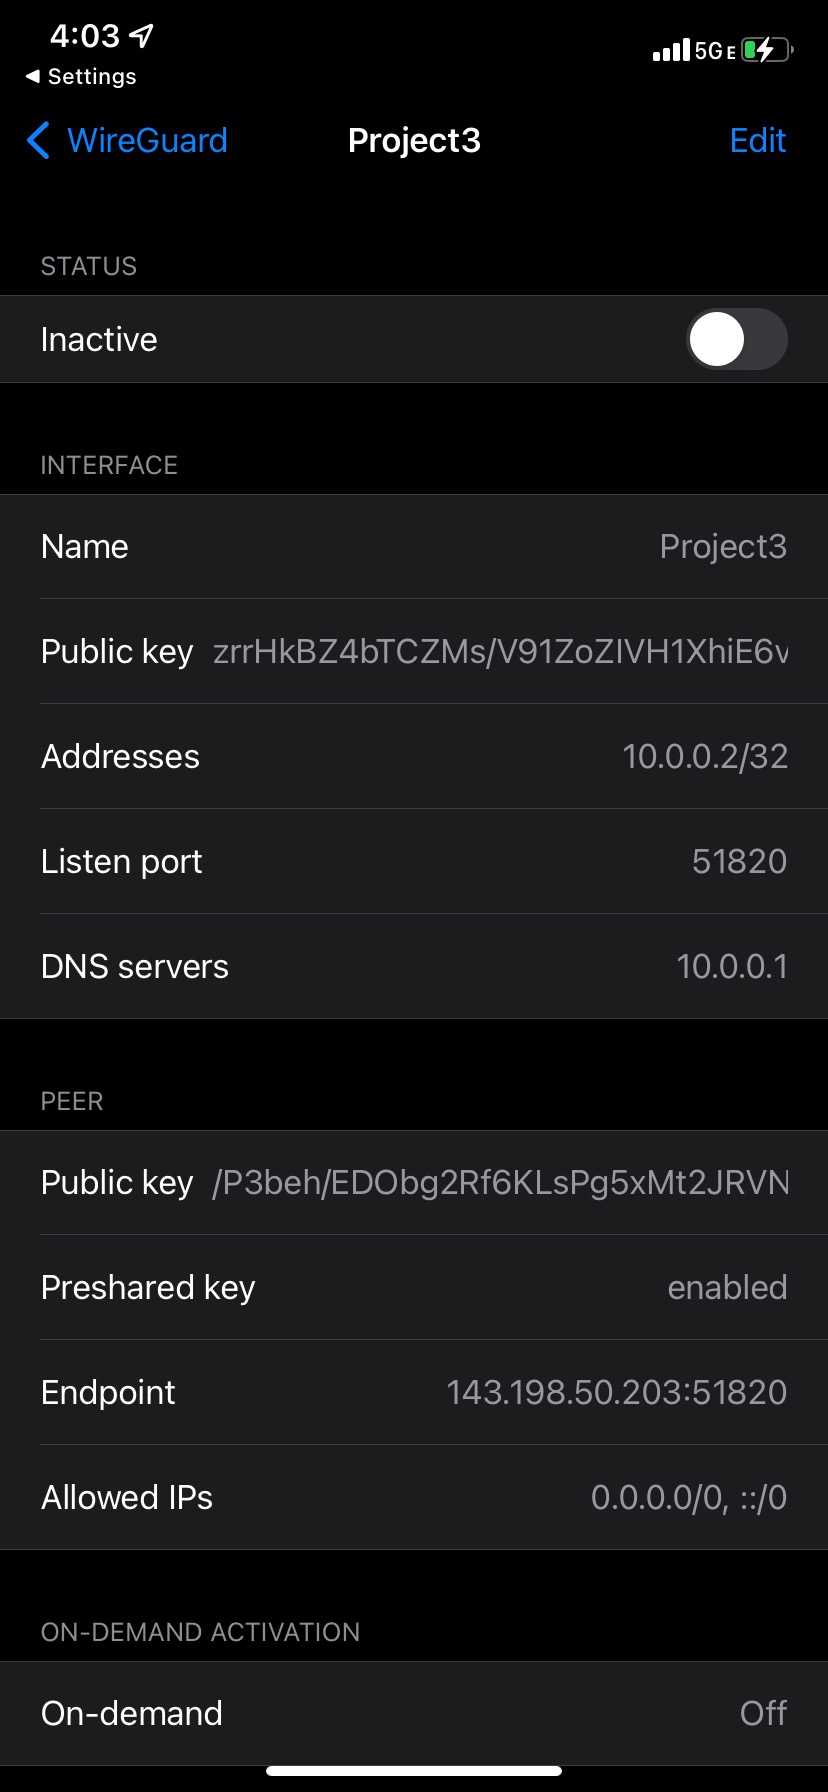 4:03
Settings
5GE
WireGuard Project3 Edit
STATUS
Inactive
INTERFACE
Name Project3
Public key zrrHkBZ4bTCZMs/V91ZoZIVH1XhiE6v
Addresses 10.0.0.2/32
Listen port 51820
DNS servers 10.0.0.1
PEER
Public key /P3beh/EDObg2Rf6KLsPg5xMt2JRVN
Preshared key enabled
Endpoint 143.198.50.203:51820
Allowed IPs 0.0.0.0/0, ::/0
ON-DEMAND ACTIVATION
On-demand Off